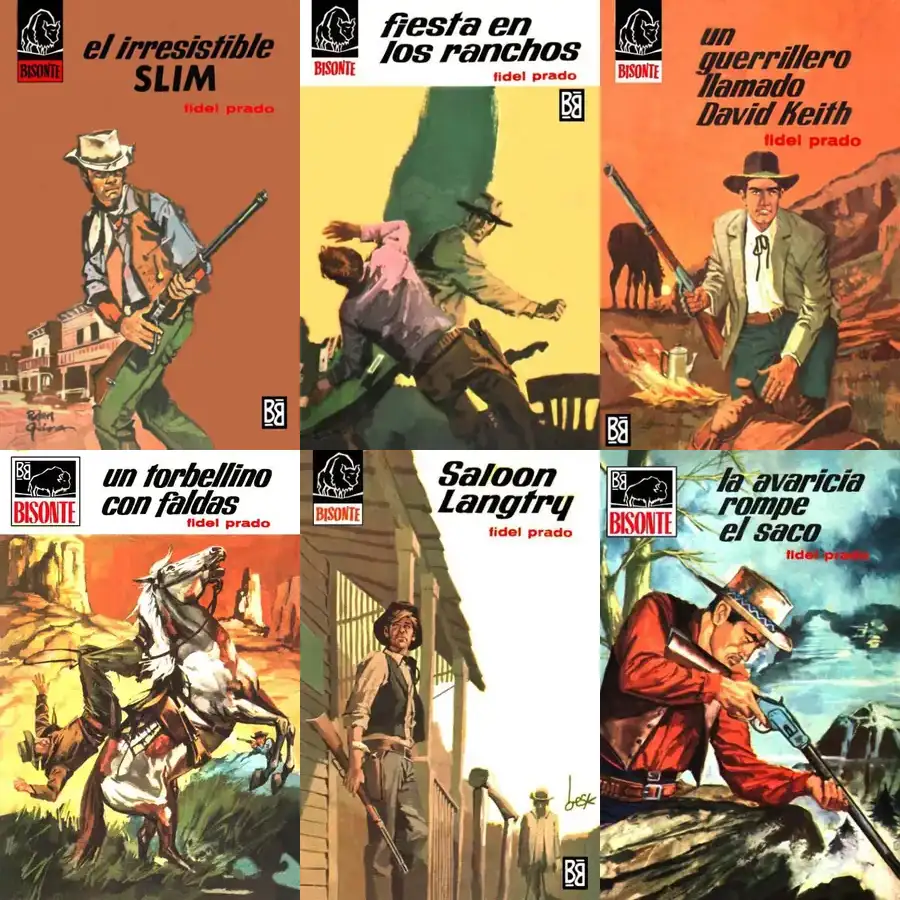 BISONTE
el irresistible
SLIM
fidel prado
BB
BISONTE
fiesta en
los ranchos
fidel prado
BB
BISONTE
un
guerrillero
llamado
David Keith
fidel prado
BB
BB
BISONTE
un torbellino
con faldas
fidel prado
BISONTE
Saloon
Langtry
fidel prado
besk
BB
BB
BISONTE
la avaricia
rompe
el saco
fidel prado